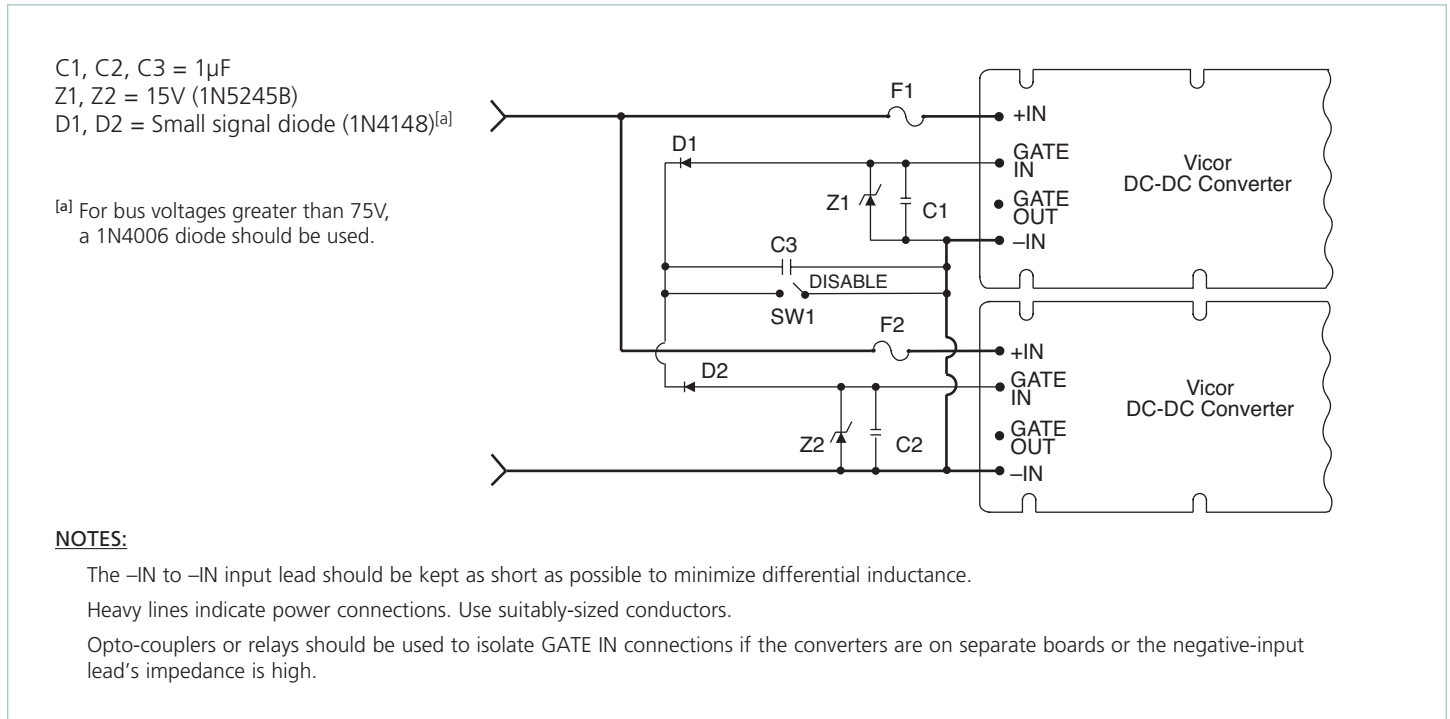 C1, C2, C3 = 1µF
Z1, Z2 = 15V (1N5245B)
D1, D2 = Small signal diode (1N4148)[a]
[a] For bus voltages greater than 75V,
a 1N4006 diode should be used.
F1
+IN
D1
GATE
IN
Vicor
DC-DC Converter
Z1
C1
GATE
OUT
–IN
C3
DISABLE
SW1
F2
+IN
D2
GATE
IN
Vicor
DC-DC Converter
Z2
C2
GATE
OUT
–IN
NOTES:
The –IN to –IN input lead should be kept as short as possible to minimize differential inductance.
Heavy lines indicate power connections. Use suitably-sized conductors.
Opto-couplers or relays should be used to isolate GATE IN connections if the converters are on separate boards or the negative-input
lead's impedance is high.